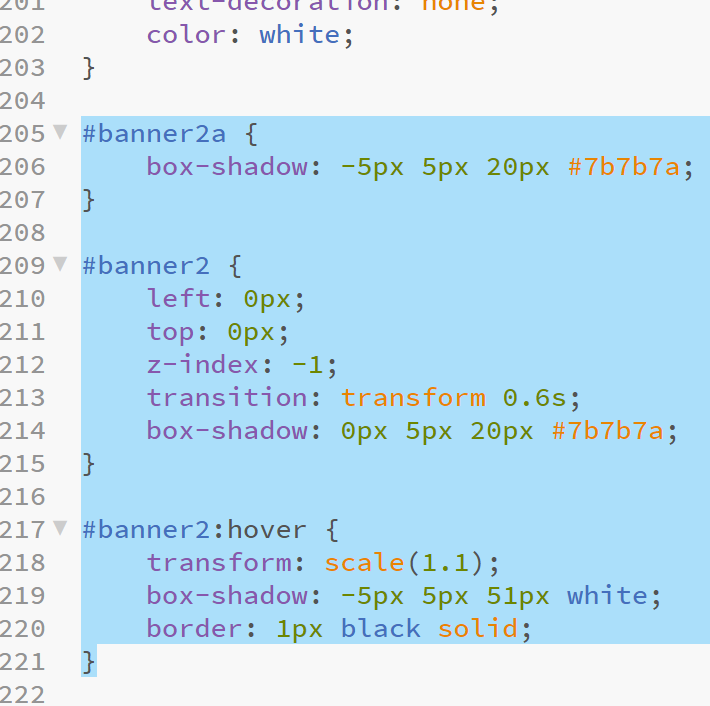 201 text-decoration: none;
202 color: white;
203 }
204
205 #banner2a {
206 box-shadow: -5px 5px 20px #7b7b7a;
207 }
208
209 #banner2 {
210 left: 0px;
211 top: 0px;
212 z-index: -1;
213 transition: transform 0.6s;
214 box-shadow: 0px 5px 20px #7b7b7a;
215 }
216
217 #banner2:hover {
218 transform: scale(1.1);
219 box-shadow: -5px 5px 51px white;
220 border: 1px black solid;
221 }
222